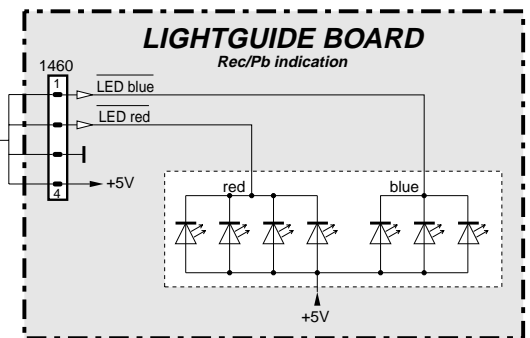 LIGHTGUIDE BOARD
Rec/Pb indication
1460
1
LED blue
LED red
4
+5V
red
blue
+5V